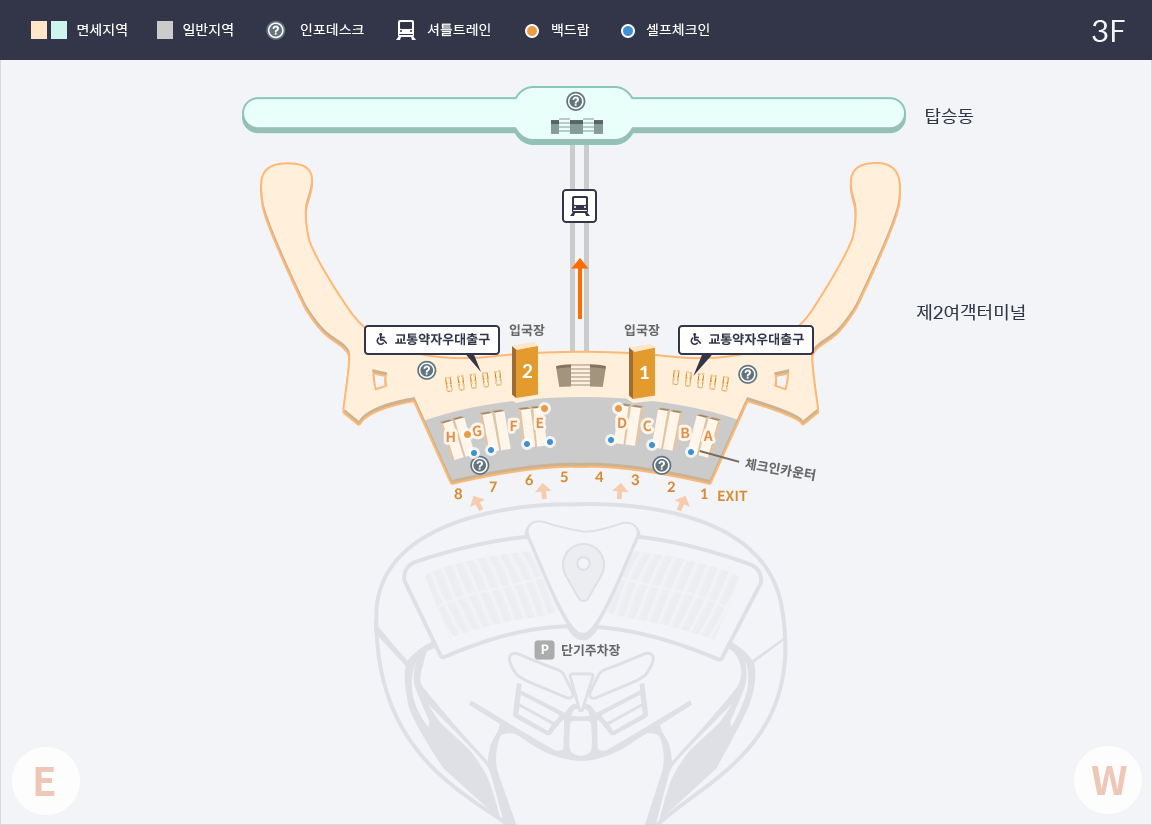 면세지역 일반지역 ? 인포데스크 셔틀트레인 백드랍 셀프체크인 3F
?
탑승동
제2여객터미널
입국장 입국장
교통약자우대출구 교통약자우대출구
? 2 1 ?
H G F E D C B A
? ?
체크인카운터
8 7 6 5 4 3 2 1 EXIT
P 단기주차장
E W